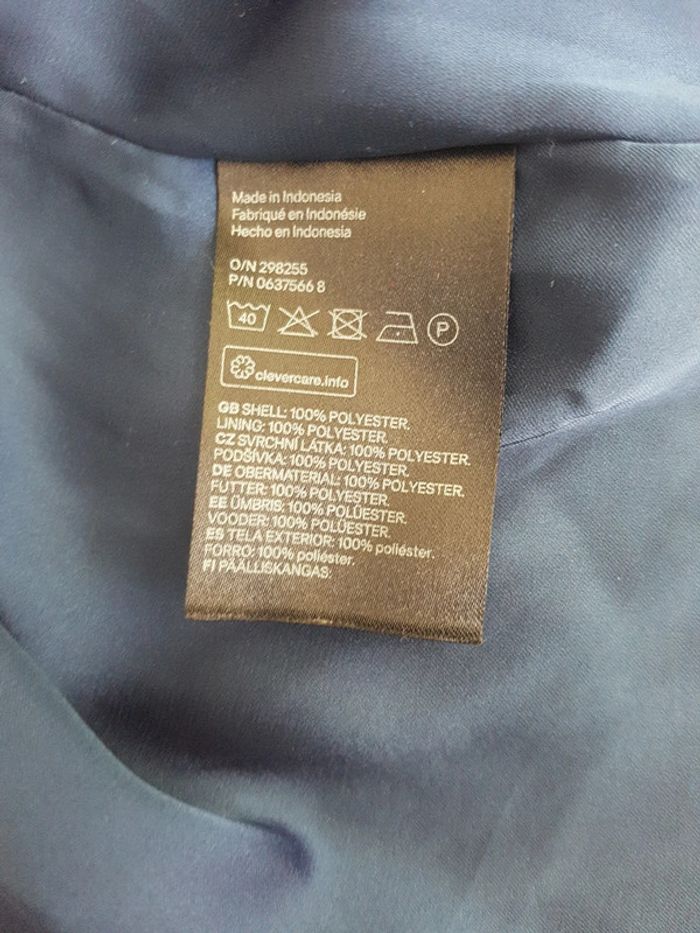 Made in Indonesia
Fabriqué en Indonésie
Hecho en Indonesia
O/N 298255
P/N 0637566 8
40 P
clevercare.info
GB SHELL: 100% POLYESTER.
LINING: 100% POLYESTER.
CZ SVRCHNÍ LÁTKA: 100% POLYESTER.
PODŠÍVKA: 100% POLYESTER.
DE OBERMATERIAL: 100% POLYESTER.
FUTTER: 100% POLYESTER.
EE ÜMBRIS: 100% POLÜESTER.
VOODER: 100% POLÜESTER.
ES TELA EXTERIOR: 100% poliéster.
FORRO: 100% poliéster.
FI PÄÄLLISKANGAS: